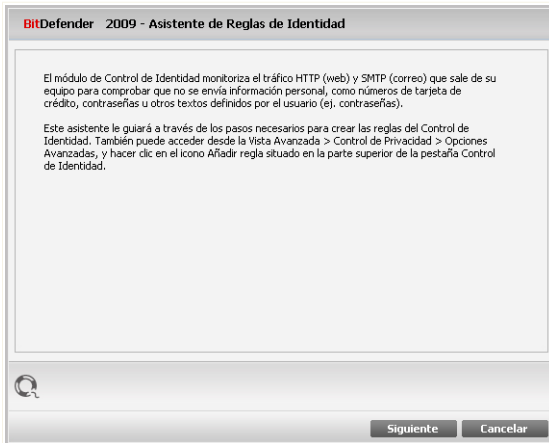 BitDefender 2009 - Asistente de Reglas de Identidad
El módulo de Control de Identidad monitoriza el tráfico HTTP (web) y SMTP (correo) que sale de su
equipo para comprobar que no se envía información personal, como números de tarjeta de
crédito, contraseñas u otros textos definidos por el usuario (ej. contraseñas).
Este asistente le guiará a través de los pasos necesarios para crear las reglas del Control de
Identidad. También puede acceder desde la Vista Avanzada > Control de Privacidad > Opciones
Avanzadas, y hacer clic en el icono Añadir regla situado en la parte superior de la pestaña Control
de Identidad.
Siguiente Cancelar